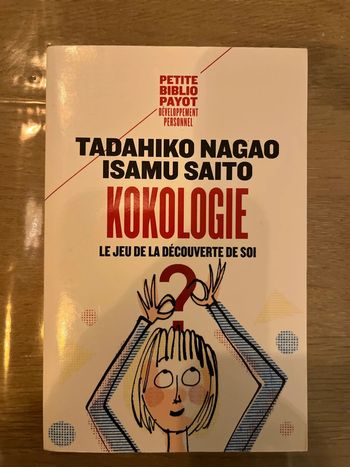 PETITE
BIBLIO
PAYOT
DÉVELOPPEMENT
PERSONNEL
TADAHIKO NAGAO
ISAMU SAITO
KOKOLOGIE
LE JEU DE LA DÉCOUVERTE DE SOI
?